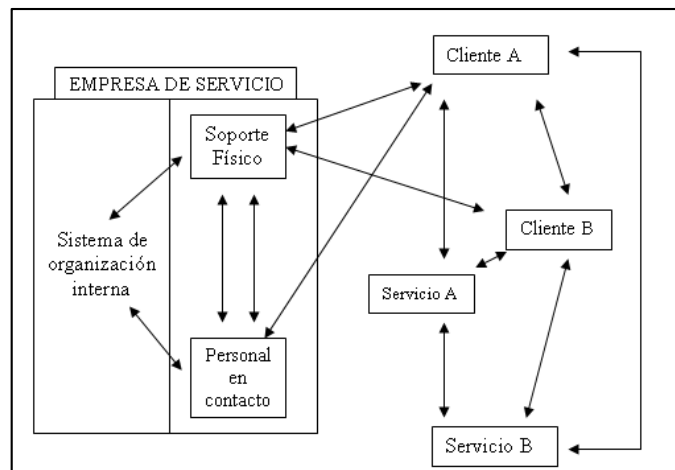 Cliente A
EMPRESA DE SERVICIO
Soporte
Físico
Cliente B
Sistema de
organización
interna
Servicio A
Personal
en
contacto
Servicio B